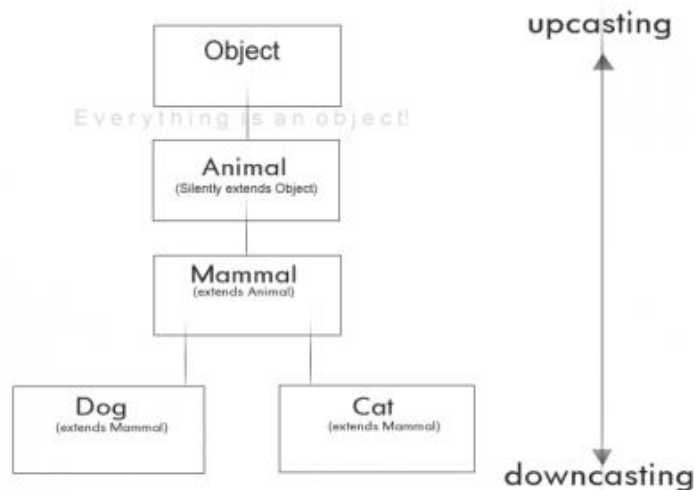 Object
Everything is an object!
Animal
(Silently extends Object)
Mammal
(extends Animal)
Dog
(extends Mammal)
Cat
(extends Mammal)
upcasting
downcasting